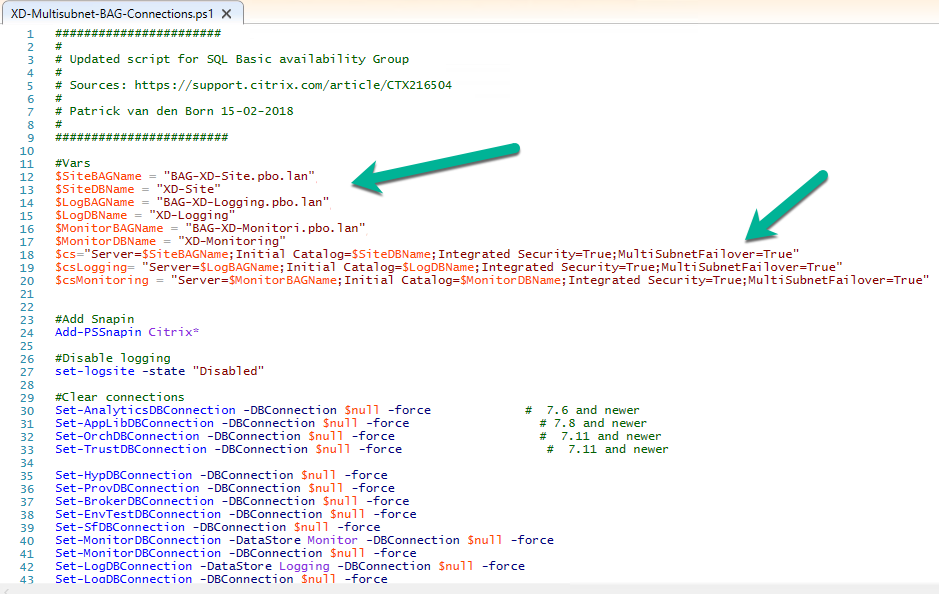 XD-Multisubnet-BAG-Connections.ps1 X
1 #######################
2 #
3 # Updated script for SQL Basic availability Group
4 #
5 # Sources: https://support.citrix.com/article/CTX216504
6 #
7 # Patrick van den Born 15-02-2018
8 #
9 ########################
10
11 #Vars
12 $SiteBAGName = "BAG-XD-Site.pbo.lan"
13 $SiteDBName = "XD-Site"
14 $LogBAGName = "BAG-XD-Logging.pbo.lan"
15 $LogDBName = "XD-Logging"
16 $MonitorBAGName = "BAG-XD-Monitori.pbo.lan"
17 $MonitorDBName = "XD-Monitoring"
18 $cs="Server=$SiteBAGName;Initial Catalog=$SiteDBName;Integrated Security=True;MultiSubnetFailover=True"
19 $csLogging= "Server=$LogBAGName;Initial Catalog=$LogDBName;Integrated Security=True;MultiSubnetFailover=True"
20 $csMonitoring = "Server=$MonitorBAGName;Initial Catalog=$MonitorDBName;Integrated Security=True;MultiSubnetFailover=True"
21
22
23 #Add Snapin
24 Add-PSSnapin Citrix*
25
26 #Disable logging
27 set-logsite -state "Disabled"
28
29 #Clear connections
30 Set-AnalyticsDBConnection -DBConnection $null -force # 7.6 and newer
31 Set-AppLibDBConnection -DBConnection $null -force # 7.8 and newer
32 Set-OrchDBConnection -DBConnection $null -force # 7.11 and newer
33 Set-TrustDBConnection -DBConnection $null -force # 7.11 and newer
34
35 Set-HypDBConnection -DBConnection $null -force
36 Set-ProvDBConnection -DBConnection $null -force
37 Set-BrokerDBConnection -DBConnection $null -force
38 Set-EnvTestDBConnection -DBConnection $null -force
39 Set-SfDBConnection -DBConnection $null -force
40 Set-MonitorDBConnection -DataStore Monitor -DBConnection $null -force
41 Set-MonitorDBConnection -DBConnection $null -force
42 Set-LogDBConnection -DataStore Logging -DBConnection $null -force
43 Set-LogDBConnection -DBConnection $null -force